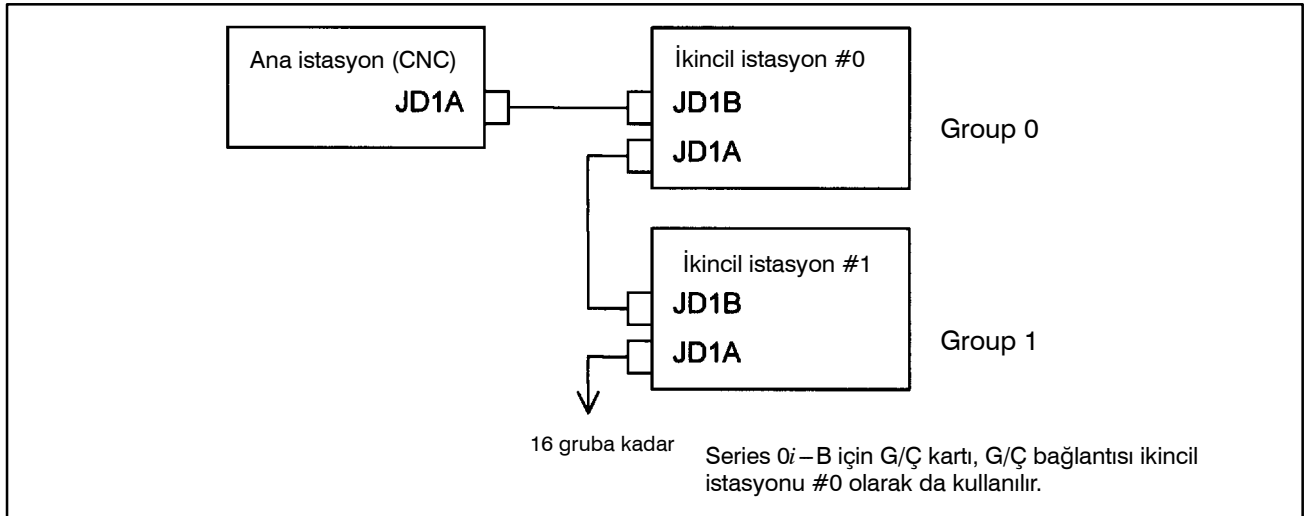 Ana istasyon (CNC)
JD1A
İkincil istasyon #0
JD1B
JD1A
Group 0
İkincil istasyon #1
JD1B
JD1A
Group 1
16 gruba kadar
Series 0i–B için G/Ç kartı, G/Ç bağlantısı ikincil
istasyonu #0 olarak da kullanılır.